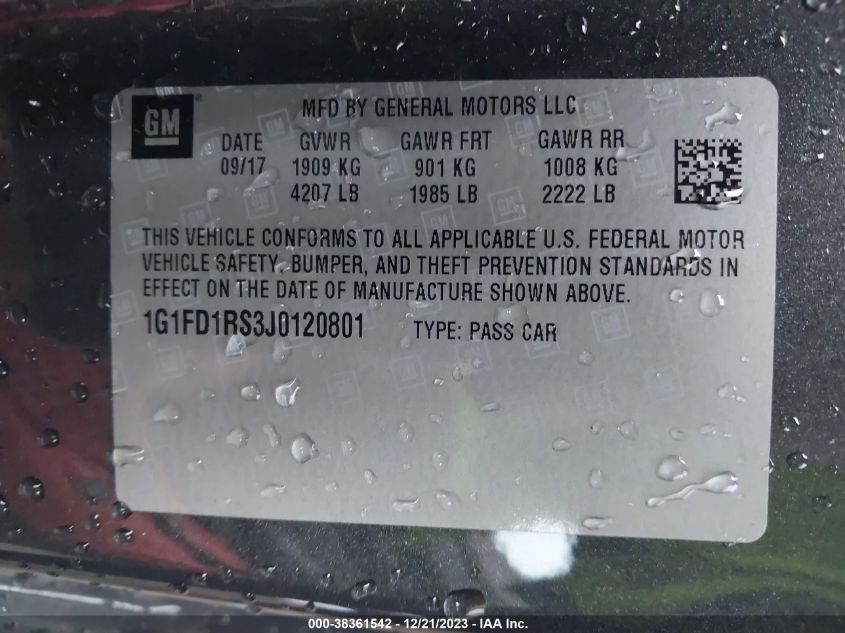 GM
MFD BY GENERAL MOTORS LLC
DATE GVWR GAWR FRT GAWR RR
09/17 1909 KG 901 KG 1008 KG
4207 LB 1985 LB 2222 LB
THIS VEHICLE CONFORMS TO ALL APPLICABLE U.S. FEDERAL MOTOR
VEHICLE SAFETY, BUMPER, AND THEFT PREVENTION STANDARDS IN
EFFECT ON THE DATE OF MANUFACTURE SHOWN ABOVE.
1G1FD1RS3J0120801 TYPE: PASS CAR
000-38361542 - 12/21/2023 - IAA Inc.